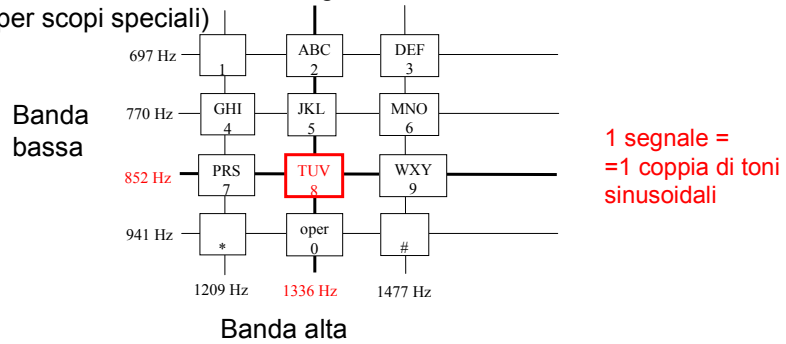 per scopi speciali)
697 Hz
1
ABC
2
DEF
3
Banda
bassa
770 Hz
GHI
4
JKL
5
MNO
6
852 Hz
PRS
7
TUV
8
WXY
9
1 segnale =
=1 coppia di toni
sinusoidali
941 Hz
*
oper
0
#
1209 Hz
1336 Hz
1477 Hz
Banda alta